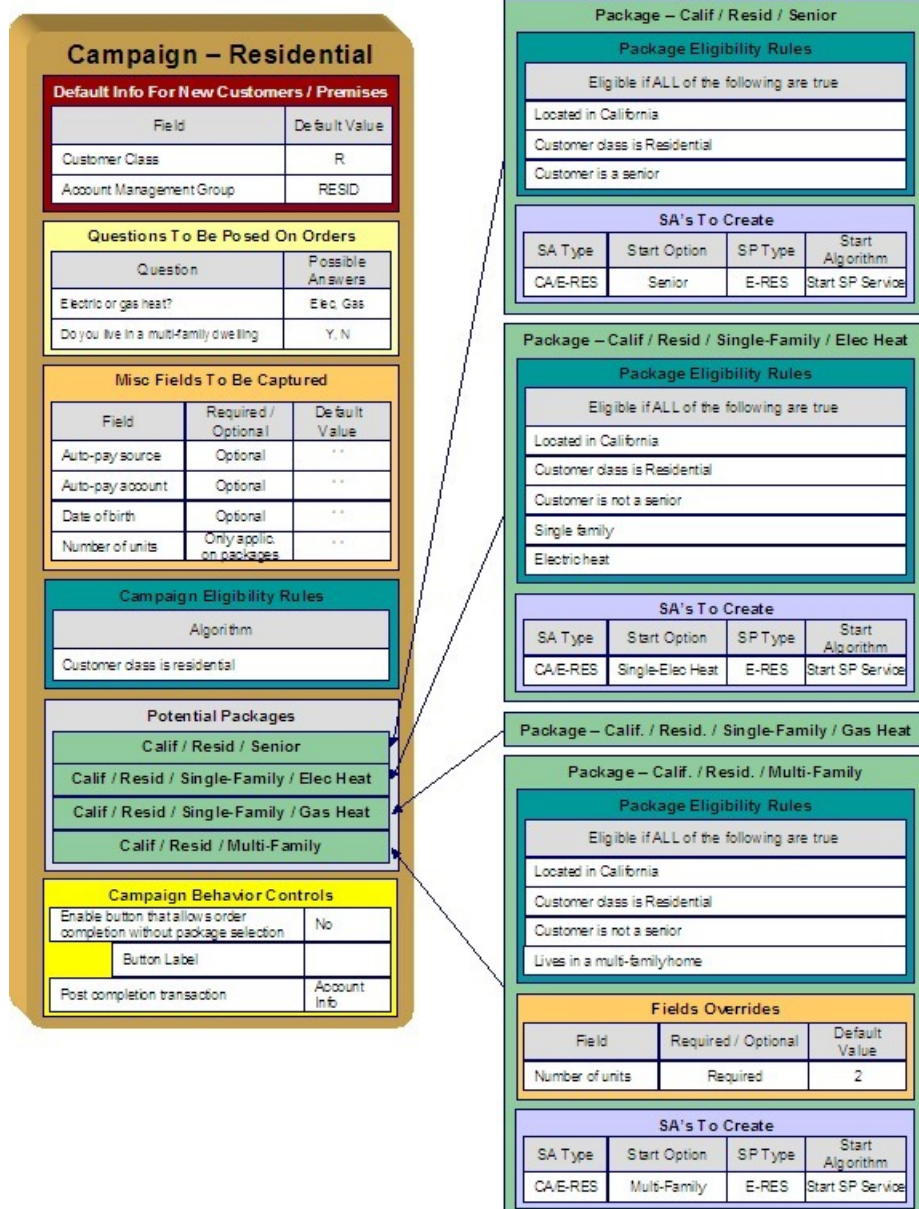 Campaign – Residential
Default Info For New Customers / Premises
Field Default Value
Customer Class R
Account Management Group RESID
Questions To Be Posed On Orders
Question Possible
Answers
Electric or gas heat? Elec, Gas
Do you live in a multi-family dwelling Y, N
Misc Fields To Be Captured
Field Required / Default
Optional Value
Auto-pay source Optional " "
Auto-pay account Optional " "
Date of birth Optional " "
Number of units Only applic. " "
on packages
Campaign Eligibility Rules
Algorithm
Customer class is residential
Potential Packages
Calif / Resid / Senior
Calif / Resid / Single-Family / Elec Heat
Calif / Resid / Single-Family / Gas Heat
Calif / Resid / Multi-Family
Campaign Behavior Controls
Enable button that allows order No
completion without package selection
Button Label
Post completion transaction Account
Info
Package – Calif / Resid / Senior
Package Eligibility Rules
Eligible if ALL of the following are true
Located in California
Customer class is Residential
Customer is a senior
SA's To Create
SA Type Start Option SP Type Start
Algorithm
CA/E-RES Senior E-RES Start SP Service
Package – Calif / Resid / Single-Family / Elec Heat
Package Eligibility Rules
Eligible if ALL of the following are true
Located in California
Customer class is Residential
Customer is not a senior
Single family
Electric heat
SA's To Create
SA Type Start Option SP Type Start
Algorithm
CA/E-RES Single-Elec Heat E-RES Start SP Service
Package – Calif. / Resid. / Single-Family / Gas Heat
Package – Calif. / Resid. / Multi-Family
Package Eligibility Rules
Eligible if ALL of the following are true
Located in California
Customer class is Residential
Customer is not a senior
Lives in a multi-family home
Fields Overrides
Field Required / Optional Default
Value
Number of units Required 2
SA's To Create
SA Type Start Option SP Type Start
Algorithm
CA/E-RES Multi-Family E-RES Start SP Service